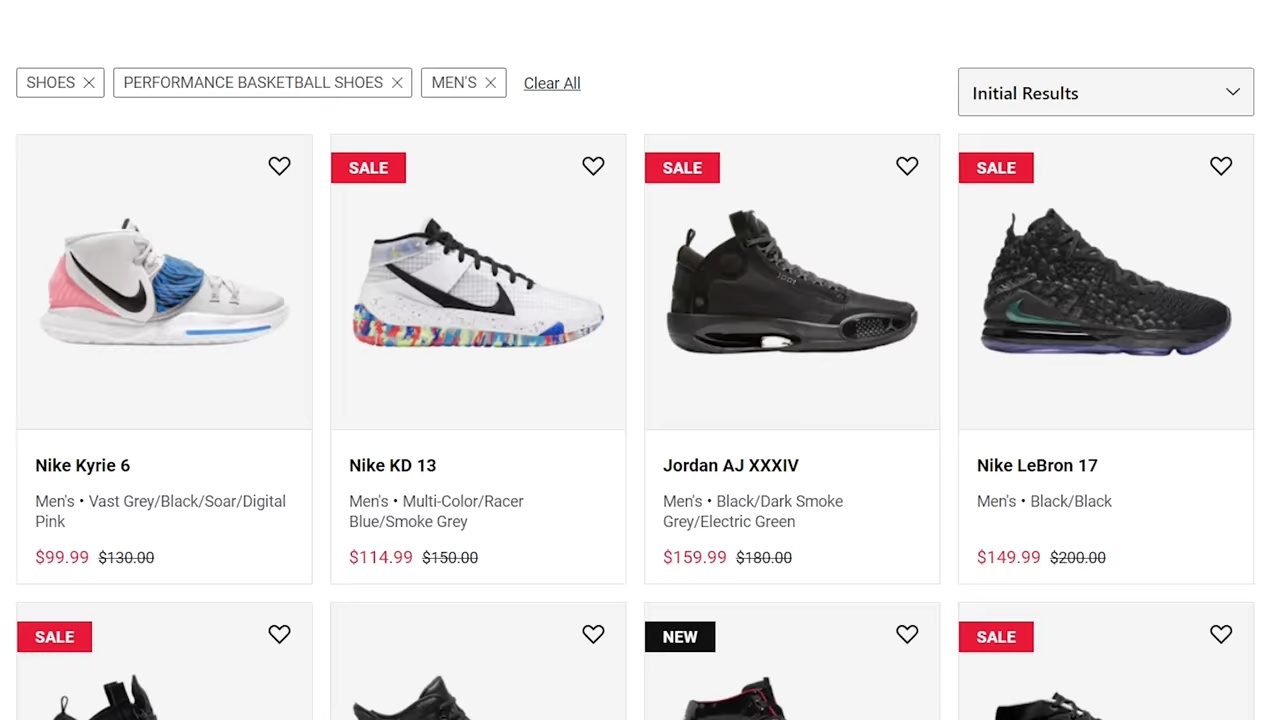 SHOES PERFORMANCE BASKETBALL SHOES MEN'S Clear All
Initial Results
SALE SALE SALE
Nike Kyrie 6
Men's • Vast Grey/Black/Soar/Digital
Pink
$99.99 $130.00
Nike KD 13
Men's • Multi-Color/Racer
Blue/Smoke Grey
$114.99 $150.00
Jordan AJ XXXIV
Men's • Black/Dark Smoke
Grey/Electric Green
$159.99 $180.00
Nike LeBron 17
Men's • Black/Black
$149.99 $200.00
SALE NEW SALE